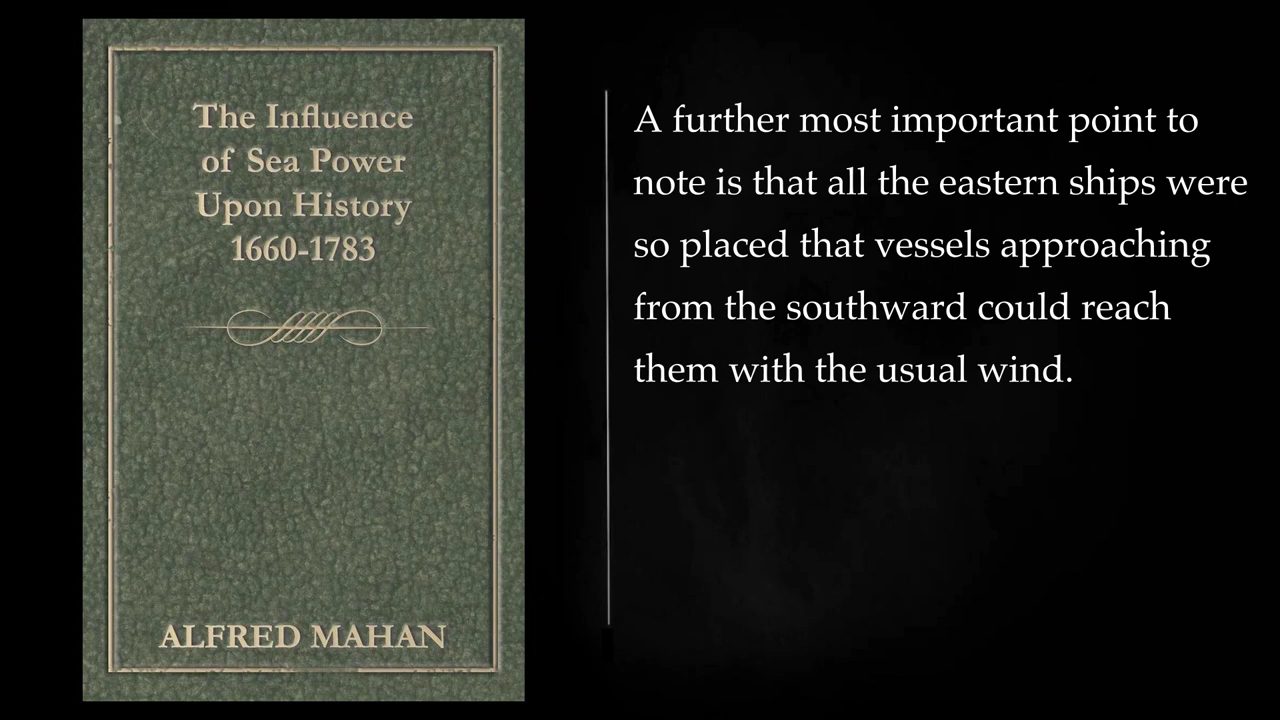 The Influence
of Sea Power
Upon History
1660-1783
ALFRED MAHAN
A further most important point to
note is that all the eastern ships were
so placed that vessels approaching
from the southward could reach
them with the usual wind.